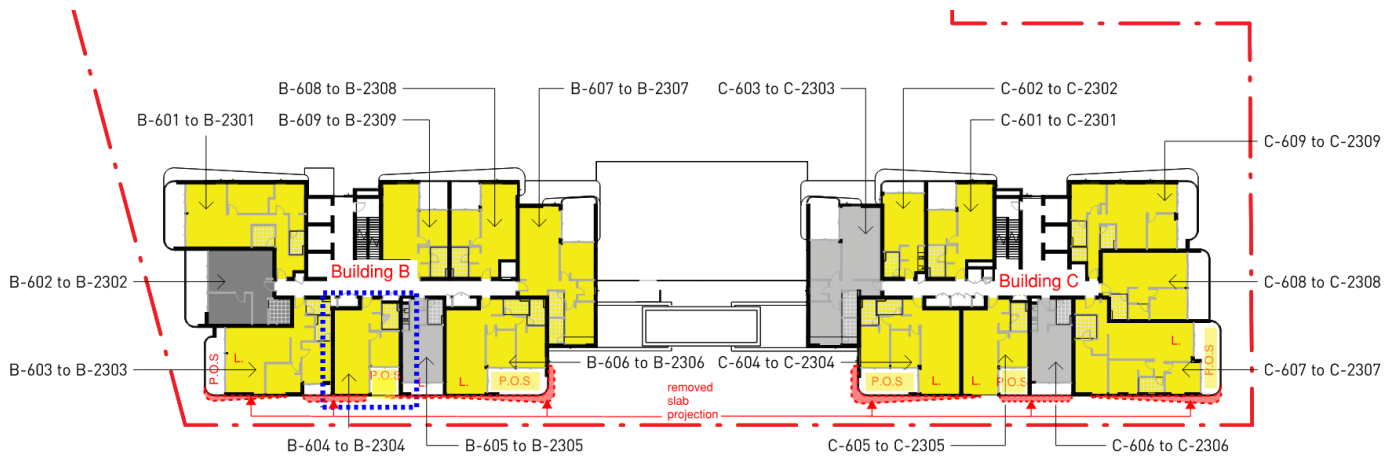 B-608 to B-2308
B-607 to B-2307
C-603 to C-2303
C-602 to C-2302
B-601 to B-2301
B-609 to B-2309
C-601 to C-2301
C-609 to C-2309
Building B
Building C
B-602 to B-2302
C-608 to C-2308
B-603 to B-2303
P.O.S
L.
P.O.S
L.
L.
P.O.S
B-606 to B-2306
C-604 to C-2304
P.O.S
L.
L.
P.O.S
L.
P.O.S
C-607 to C-2307
removed
slab
projection
B-604 to B-2304
B-605 to B-2305
C-605 to C-2305
C-606 to C-2306